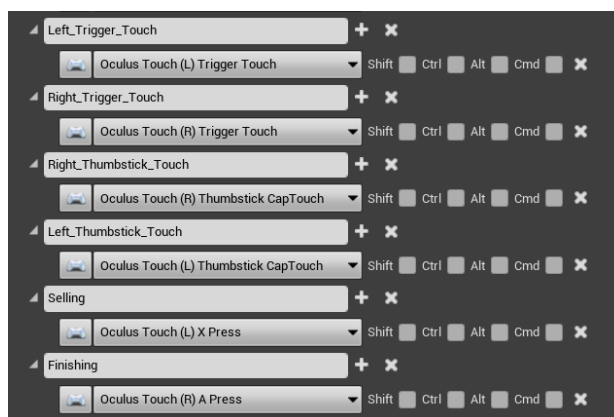 Left_Trigger_Touch
Oculus Touch (L) Trigger Touch Shift Ctrl Alt Cmd
Right_Trigger_Touch
Oculus Touch (R) Trigger Touch Shift Ctrl Alt Cmd
Right_Thumbstick_Touch
Oculus Touch (R) Thumbstick CapTouch Shift Ctrl Alt Cmd
Left_Thumbstick_Touch
Oculus Touch (L) Thumbstick CapTouch Shift Ctrl Alt Cmd
Selling
Oculus Touch (L) X Press Shift Ctrl Alt Cmd
Finishing
Oculus Touch (R) A Press Shift Ctrl Alt Cmd